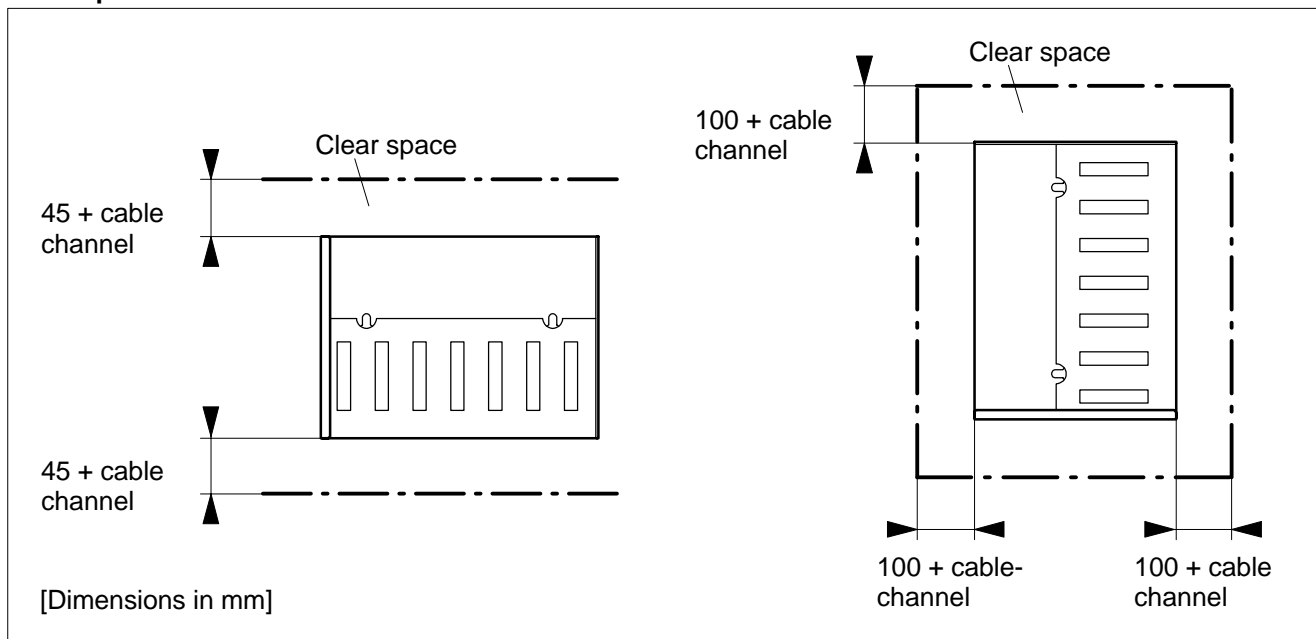 Clear space
45 + cable
channel
45 + cable
channel
[Dimensions in mm]
Clear space
100 + cable
channel
100 + cable-
channel
100 + cable
channel